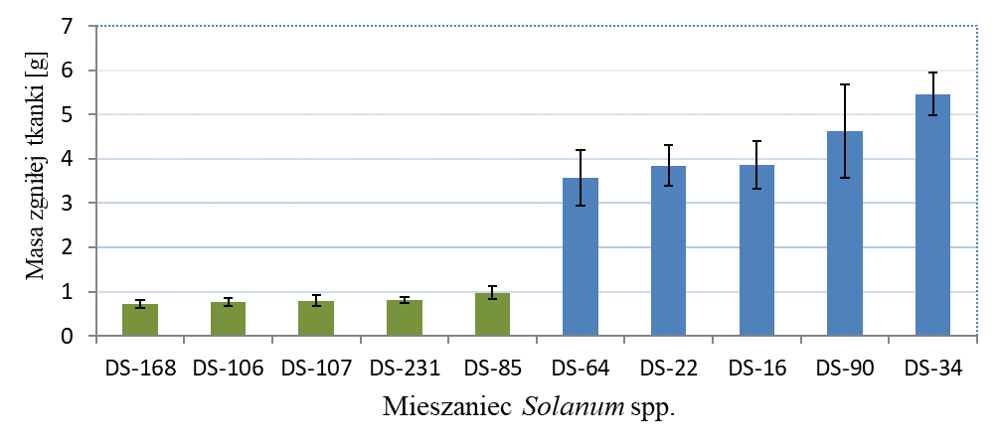 Masa zgniłej tkanki [g]
7
6
5
4
3
2
1
0
DS-168 DS-106 DS-107 DS-231 DS-85 DS-64 DS-22 DS-16 DS-90 DS-34
Mieszaniec Solanum spp.